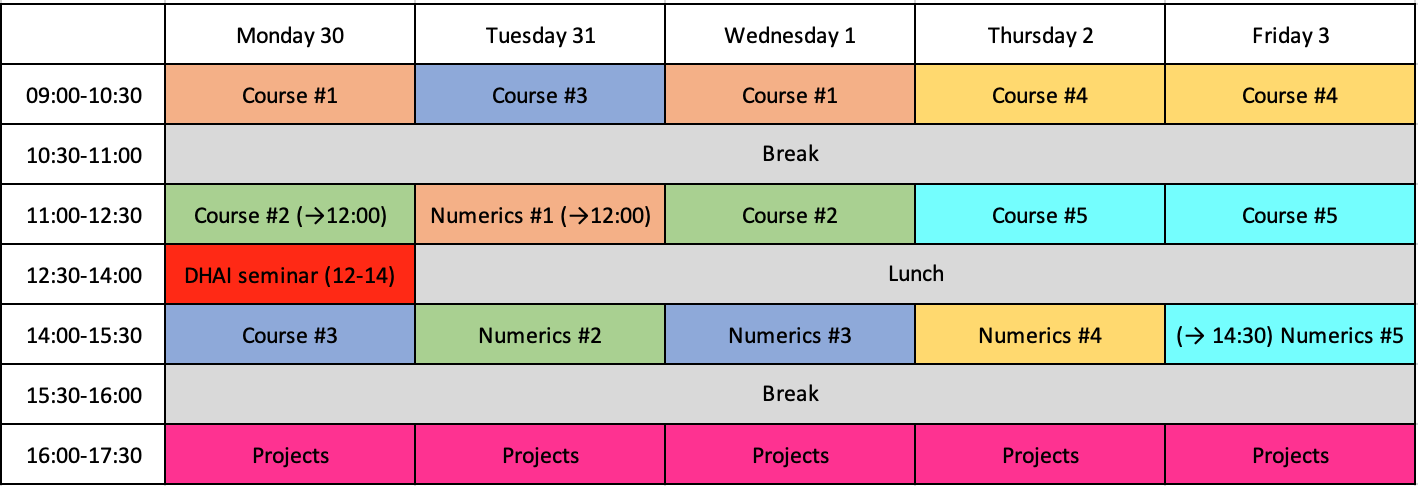 Monday 30 Tuesday 31 Wednesday 1 Thursday 2 Friday 3
09:00-10:30 Course #1 Course #3 Course #1 Course #4 Course #4
10:30-11:00 Break
11:00-12:30 Course #2 (→12:00) Numerics #1 (→12:00) Course #2 Course #5 Course #5
12:30-14:00 DHAI seminar (12-14) Lunch
14:00-15:30 Course #3 Numerics #2 Numerics #3 Numerics #4 (→ 14:30) Numerics #5
15:30-16:00 Break
16:00-17:30 Projects Projects Projects Projects Projects